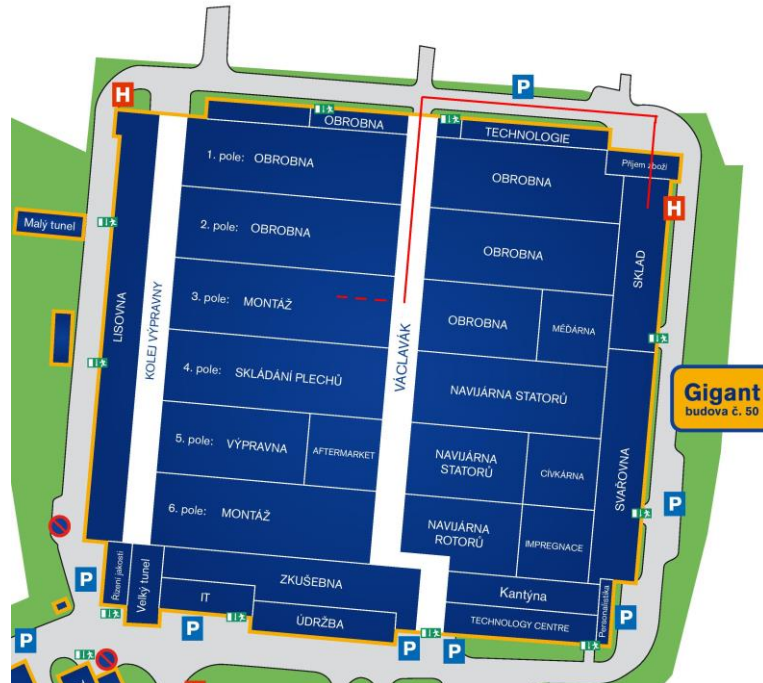 P
H
OBROBNA
TECHNOLOGIE
1. pole: OBROBNA
OBROBNA
Příjem zboží
H
Malý tunel
2. pole: OBROBNA
OBROBNA
SKLAD
LISOVNA
KOLEJ VÝPRAVNY
3. pole: MONTÁŽ
VÁCLAVÁK
OBROBNA
MĚĎÁRNA
4. pole: SKLÁDÁNÍ PLECHŮ
NAVIJÁRNA STATORŮ
Gigant
budova č. 50
5. pole: VÝPRAVNA
AFTERMARKET
NAVIJÁRNA
STATORŮ
CÍVKÁRNA
SVAŘOVNA
P
6. pole: MONTÁŽ
NAVIJÁRNA
ROTORŮ
IMPREGNACE
P
Řízení jakosti
Velký tunel
ZKUŠEBNA
IT
ÚDRŽBA
Kantýna
TECHNOLOGY CENTRE
Personalistika
P
P
P
P
P